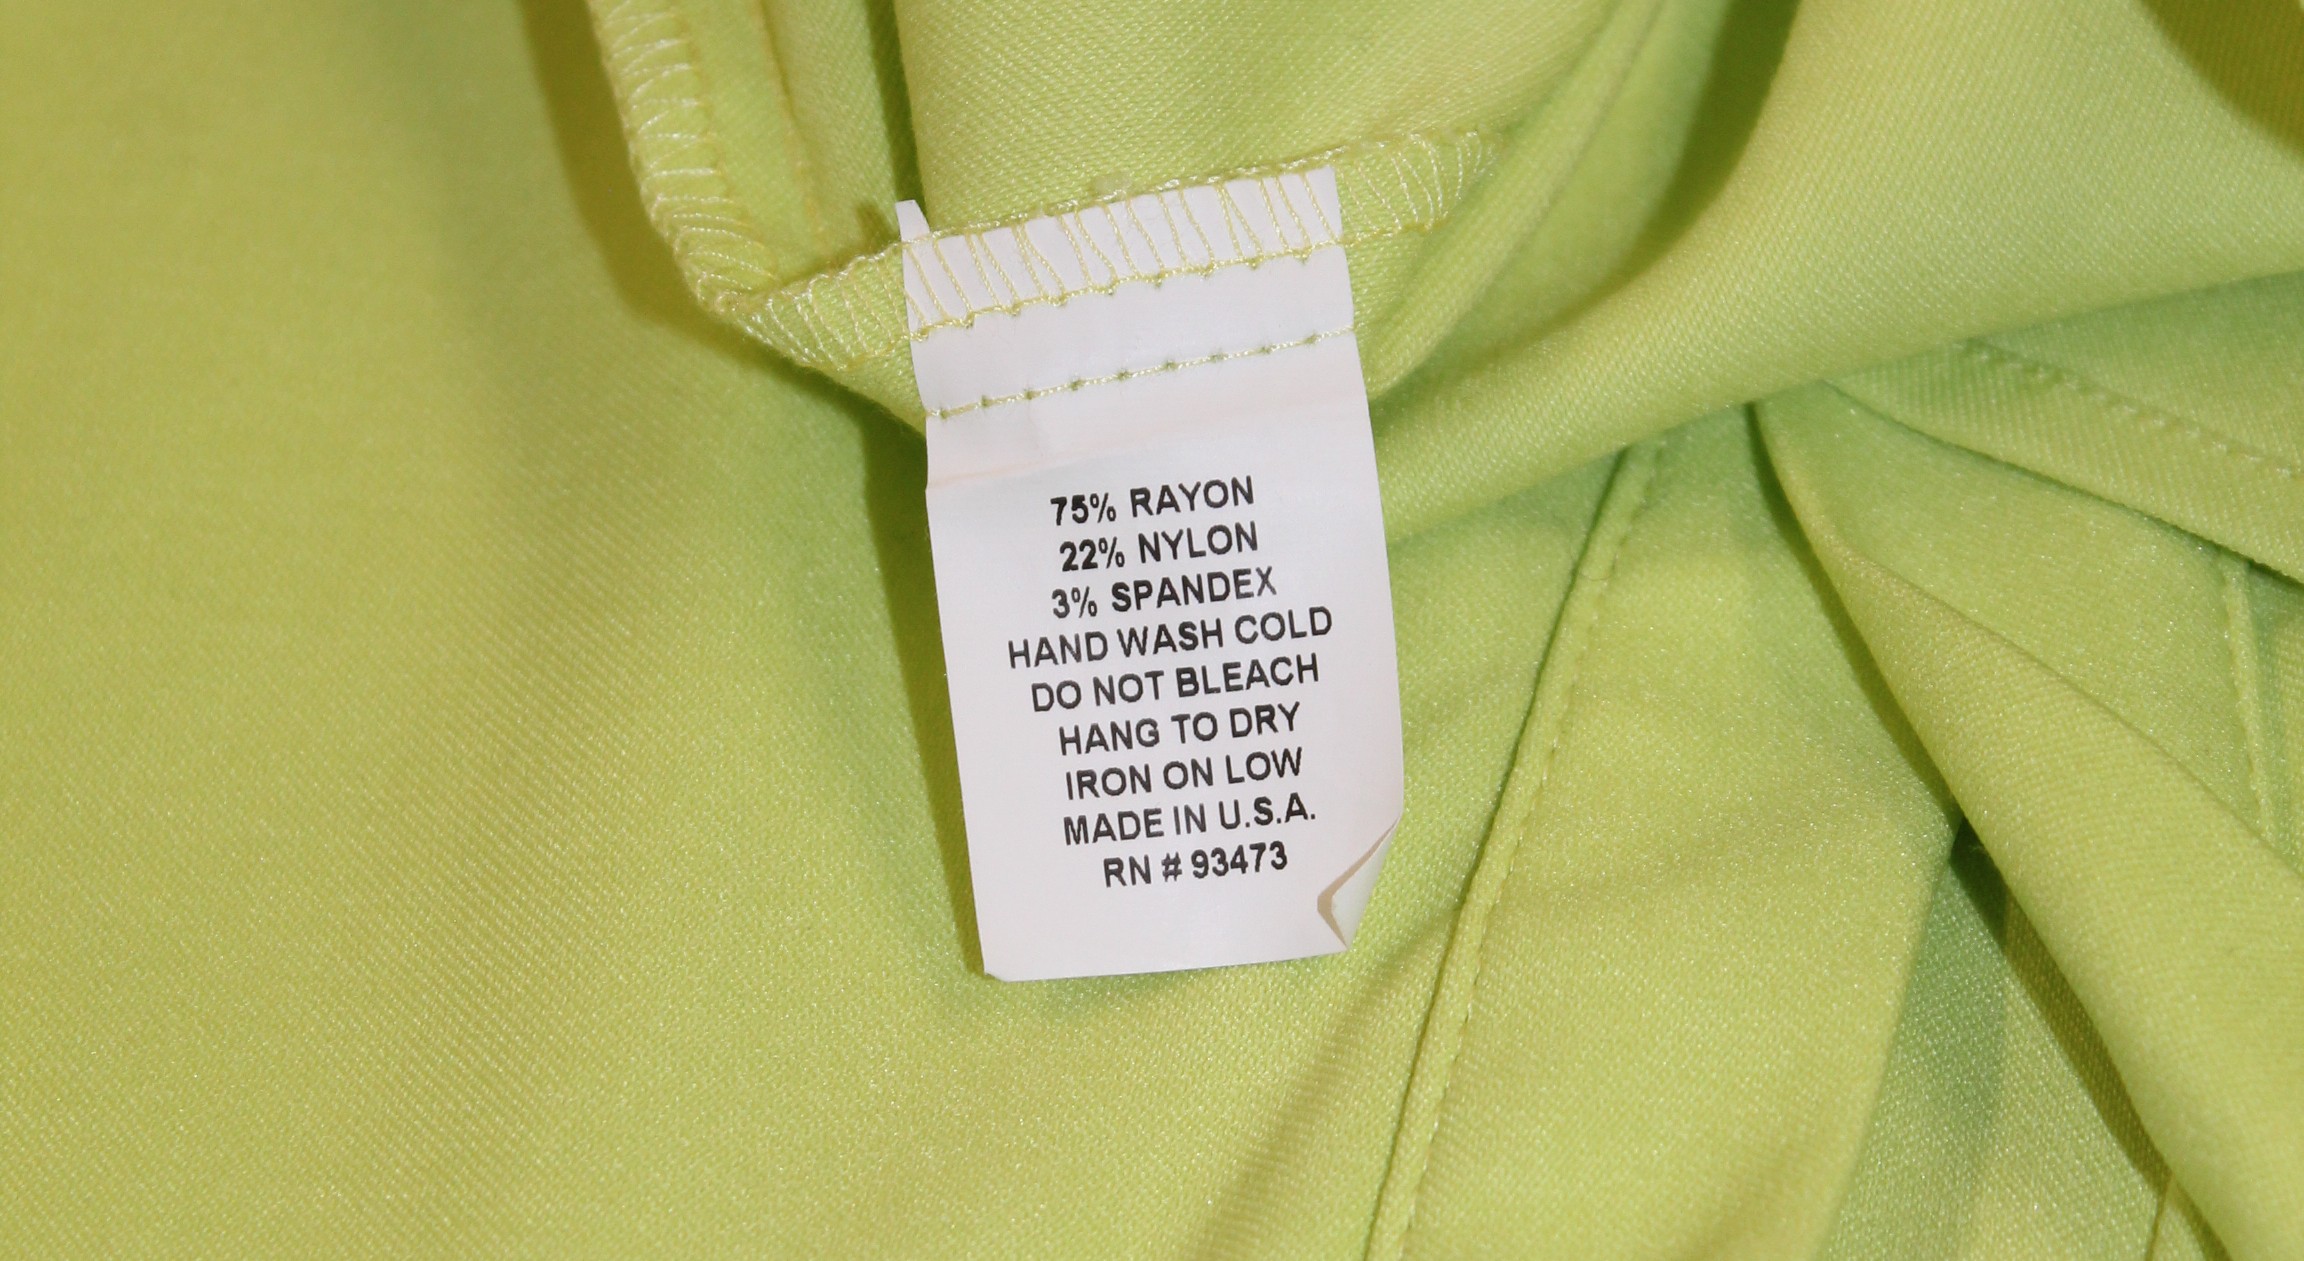 75% RAYON
22% NYLON
3% SPANDEX
HAND WASH COLD
DO NOT BLEACH
HANG TO DRY
IRON ON LOW
MADE IN U.S.A.
RN # 93473